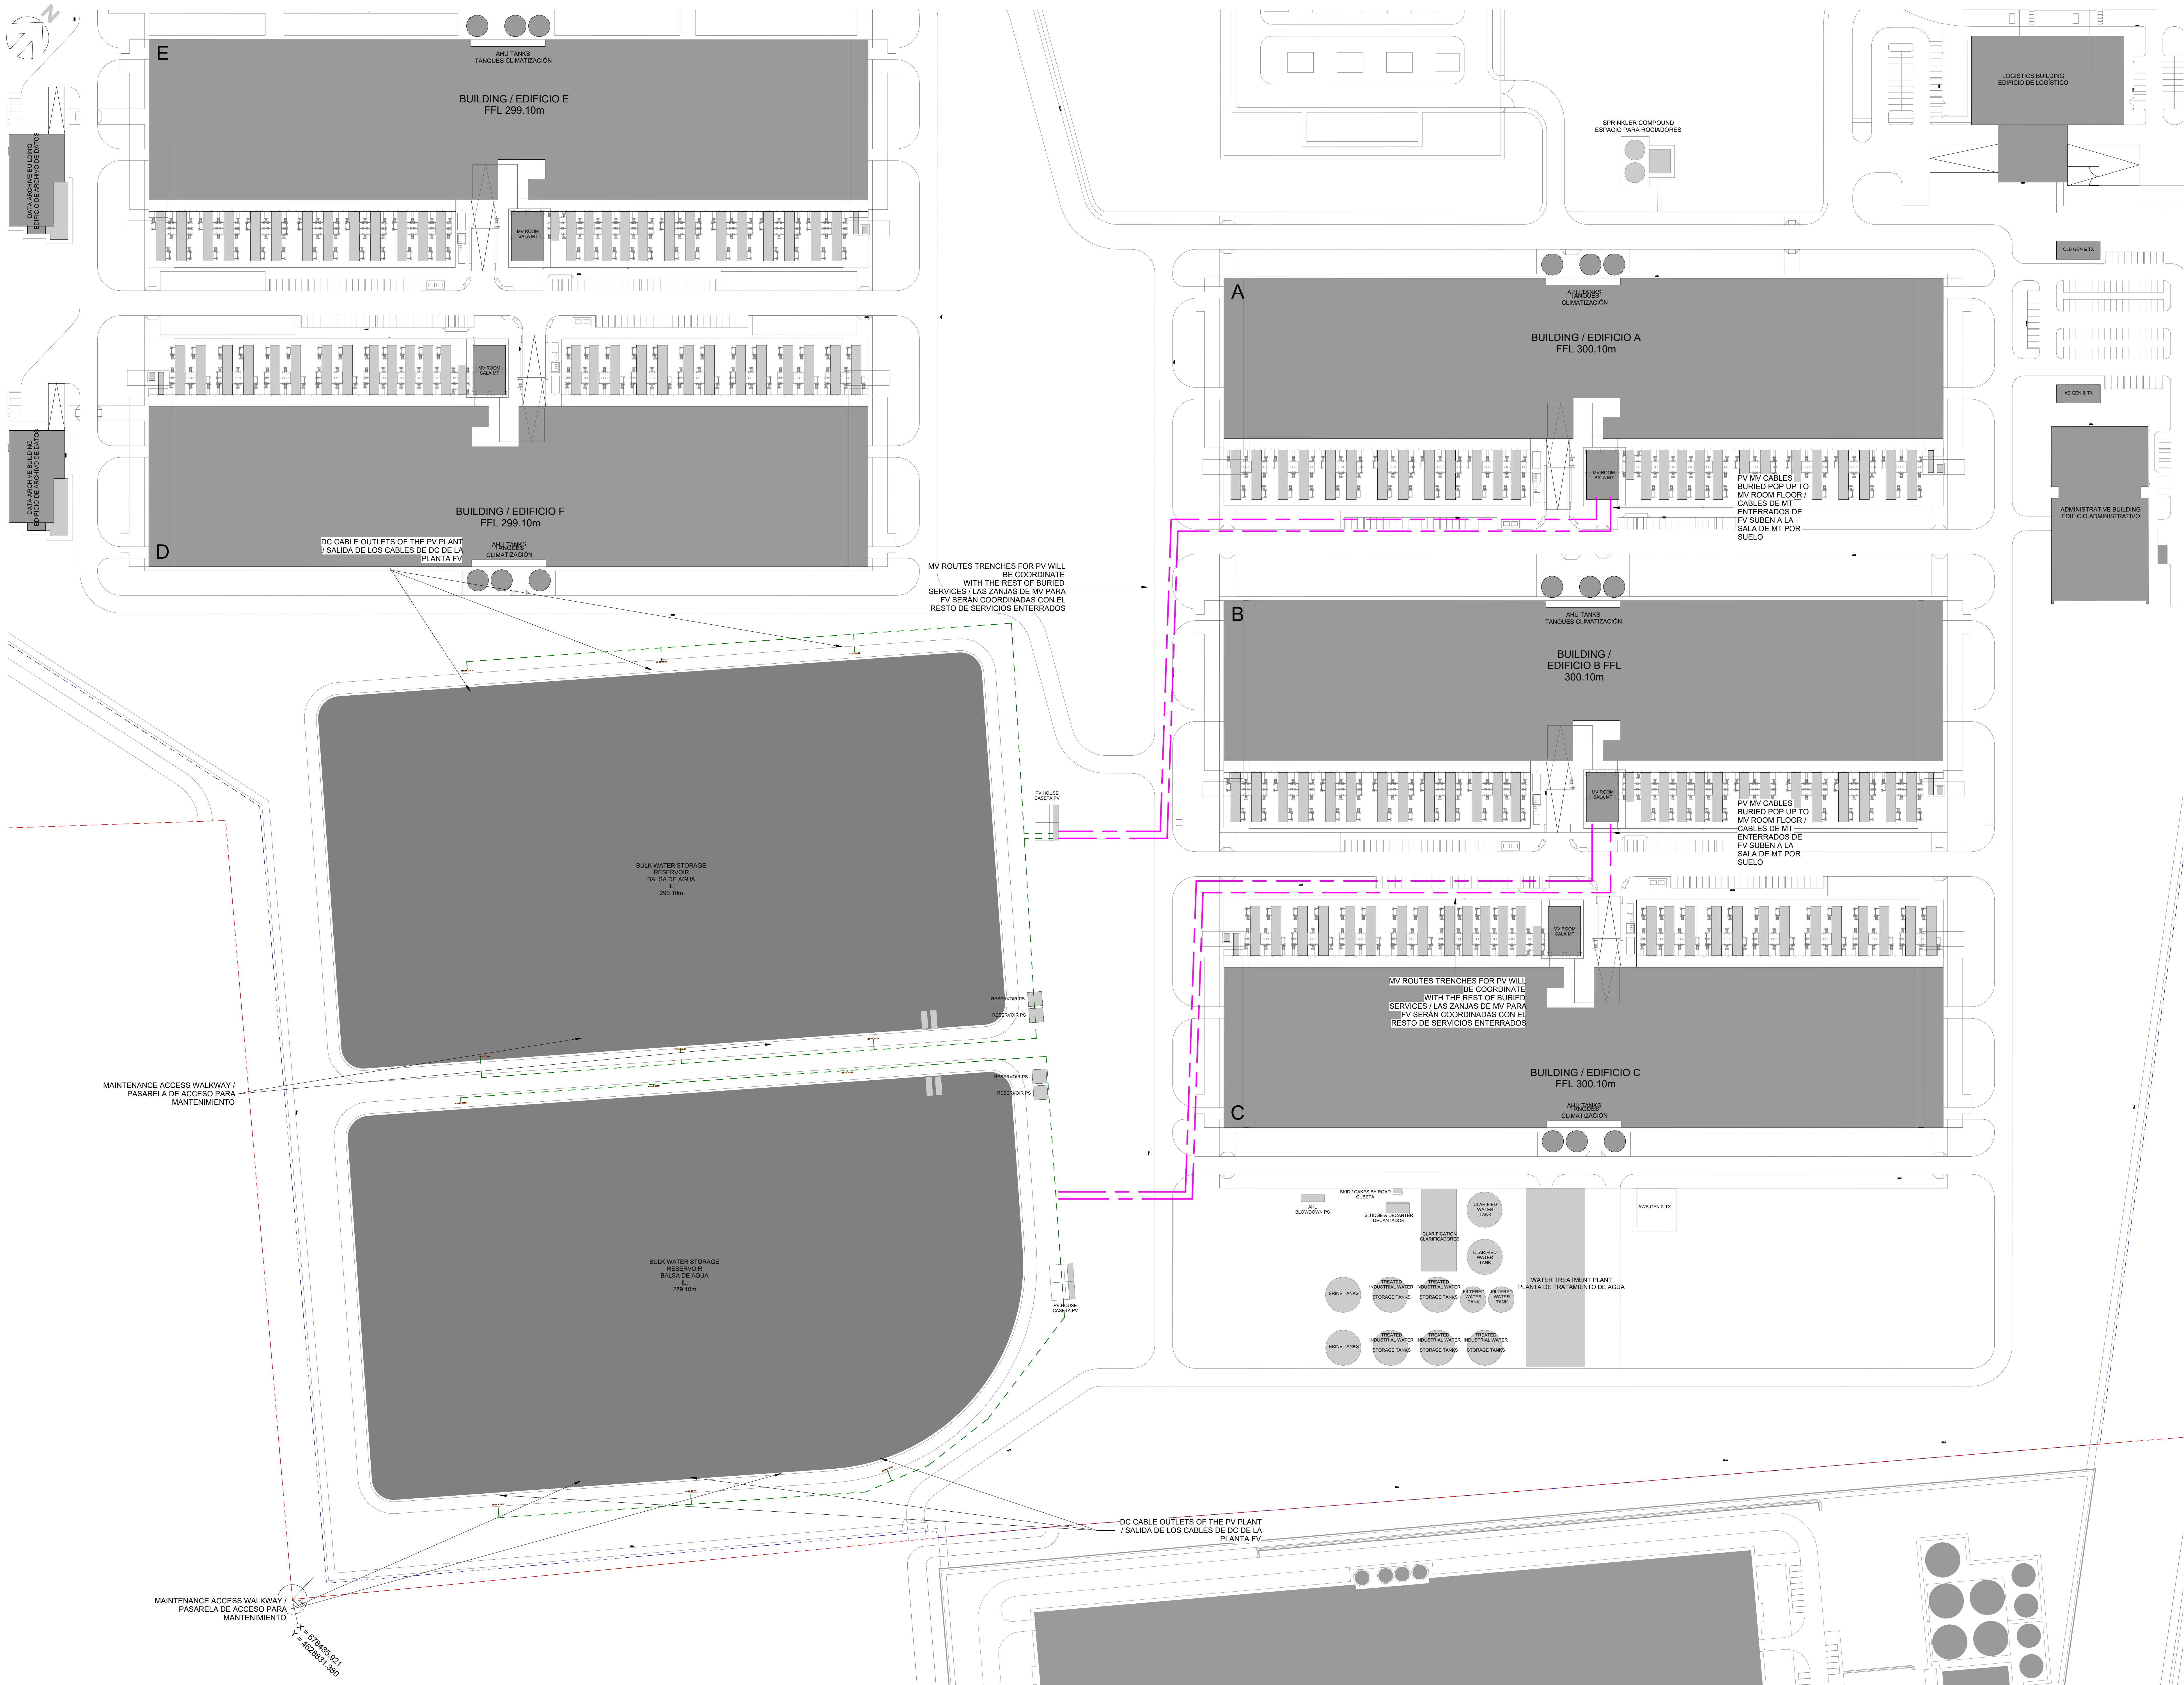 N
E
AHU TANKS
TANQUES CLIMATIZACIÓN
BUILDING / EDIFICIO E
FFL 299.10m
DATA ARCHIVE BUILDING
EDIFICIO DE ARCHIVO DE DATOS
MV ROOM
SALA MT
MV ROOM
SALA MT
DATA ARCHIVE BUILDING
EDIFICIO DE ARCHIVO DE DATOS
BUILDING / EDIFICIO F
FFL 299.10m
D
AHU TANKS
TANQUES
CLIMATIZACIÓN
DC CABLE OUTLETS OF THE PV PLANT
/ SALIDA DE LOS CABLES DE DC DE LA
PLANTA FV
LOGISTICS BUILDING
EDIFICIO DE LOGÍSTICO
SPRINKLER COMPOUND
ESPACIO PARA ROCIADORES
CLB GEN & TX
AB GEN & TX
ADMINISTRATIVE BUILDING
EDIFICIO ADMINISTRATIVO
A
AHU TANKS
TANQUES
CLIMATIZACIÓN
BUILDING / EDIFICIO A
FFL 300.10m
MV ROOM
SALA MT
PV MV CABLES
BURIED POP UP TO
MV ROOM FLOOR /
CABLES DE MT
ENTERRADOS DE
FV SUBEN A LA
SALA DE MT POR
SUELO
MV ROUTES TRENCHES FOR PV WILL
BE COORDINATE
WITH THE REST OF BURIED
SERVICES / LAS ZANJAS DE MV PARA
FV SERÁN COORDINADAS CON EL
RESTO DE SERVICIOS ENTERRADOS
B
AHU TANKS
TANQUES CLIMATIZACIÓN
BUILDING /
EDIFICIO B FFL
300.10m
MV ROOM
SALA MT
PV MV CABLES
BURIED POP UP TO
MV ROOM FLOOR /
CABLES DE MT
ENTERRADOS DE
FV SUBEN A LA
SALA DE MT POR
SUELO
PV HOUSE
CASETA PV
BULK WATER STORAGE
RESERVOIR
BALSA DE AGUA
IL:
290.10m
MV ROOM
SALA MT
MV ROUTES TRENCHES FOR PV WILL
BE COORDINATE
WITH THE REST OF BURIED
SERVICES / LAS ZANJAS DE MV PARA
FV SERÁN COORDINADAS CON EL
RESTO DE SERVICIOS ENTERRADOS
RESERVOIR PS
RESERVOIR PS
RESERVOIR PS
RESERVOIR PS
MAINTENANCE ACCESS WALKWAY /
PASARELA DE ACCESO PARA
MANTENIMIENTO
BUILDING / EDIFICIO C
FFL 300.10m
C
AHU TANKS
TANQUES
CLIMATIZACIÓN
BULK WATER STORAGE
RESERVOIR
BALSA DE AGUA
IL:
289.10m
PV HOUSE
CASETA PV
AHU
BLOWDOWN PS
SKID / CAKES BY ROAD
CUBETA
SLUDGE & DECANTER
DECANTADOR
CLARIFICATION
CLARIFICADORES
CLARIFIED
WATER
TANK
CLARIFIED
WATER
TANK
AWB GEN & TX
WATER TREATMENT PLANT
PLANTA DE TRATAMIENTO DE AGUA
BRINE TANKS
TREATED
INDUSTRIAL WATER
STORAGE TANKS
TREATED
INDUSTRIAL WATER
STORAGE TANKS
FILTERED
WATER
TANK
FILTERED
WATER
TANK
BRINE TANKS
TREATED
INDUSTRIAL WATER
STORAGE TANKS
TREATED
INDUSTRIAL WATER
STORAGE TANKS
TREATED
INDUSTRIAL WATER
STORAGE TANKS
DC CABLE OUTLETS OF THE PV PLANT
/ SALIDA DE LOS CABLES DE DC DE LA
PLANTA FV
MAINTENANCE ACCESS WALKWAY /
PASARELA DE ACCESO PARA
MANTENIMIENTO
X = 678485.921
Y = 4628831.380